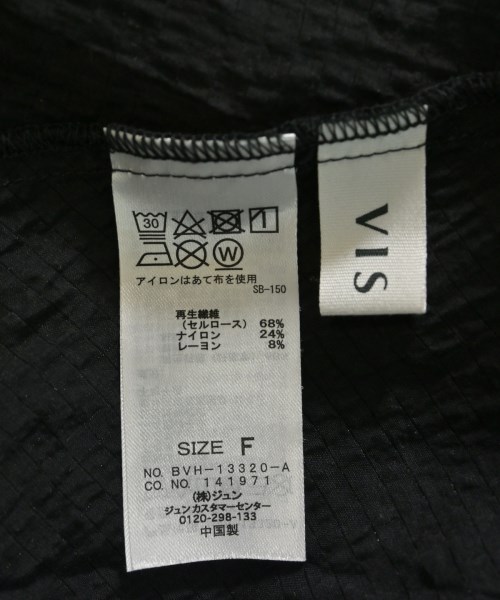 30
W
アイロンはあて布を使用
SB-150
再生繊維
(セルロース) 68%
ナイロン 24%
レーヨン 8%
SIZE F
NO. BVH-13320-A
CO. NO. 141971
(株)ジュン
ジュンカスタマーセンター
0120-298-133
中国製
VIS